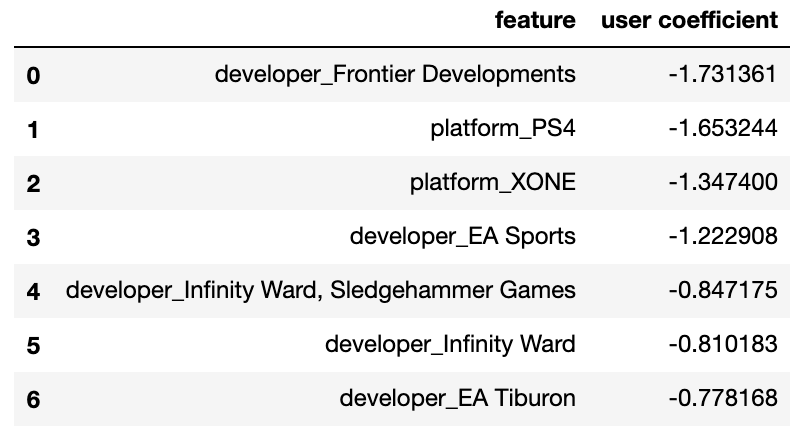 feature user coefficient
0 developer_Frontier Developments -1.731361
1 platform_PS4 -1.653244
2 platform_XONE -1.347400
3 developer_EA Sports -1.222908
4 developer_Infinity Ward, Sledgehammer Games -0.847175
5 developer_Infinity Ward -0.810183
6 developer_EA Tiburon -0.778168